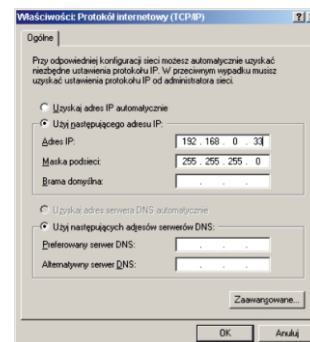 Właściwości: Protokół internetowy (TCP/IP)
Ogólne
Przy odpowiedniej konfiguracji sieci możesz automatycznie uzyskać
niezbędne ustawienia protokołu IP. W przeciwnym wypadku musisz
uzyskać ustawienia protokołu IP od administratora sieci.
Uzyskaj adres IP automatycznie
Użyj następującego adresu IP:
Adres IP: 192 . 168 . 0 . 33
Maska podsieci: 255 . 255 . 255 . 0
Brama domyślna: . . .
Uzyskaj adres serwera DNS automatycznie
Użyj następujących adresów serwerów DNS:
Preferowany serwer DNS: . . .
Alternatywny serwer DNS: . . .
Zaawansowane...
OK Anuluj